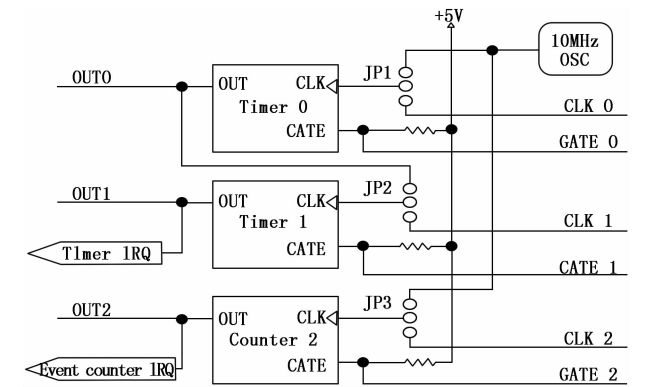 +5V
10MHz
OSC
OUT0
OUT
CLK
JP1
Timer 0
CLK 0
CATE
GATE 0
OUT1
OUT
CLK
JP2
Timer 1
CLK 1
T1mer 1RQ
CATE
CATE 1
OUT2
OUT
CLK
JP3
Counter 2
CLK 2
Event counter 1RQ
CATE
GATE 2